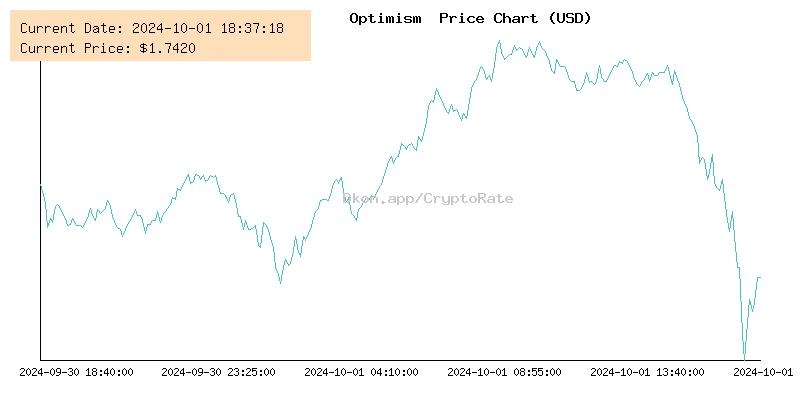 Optimism  Price Chart (USD)
Current Date: 2024-10-01 18:37:18
Current Price: $1.7420
0kon.app/CryptoRate
2024-09-30 18:40:00 2024-09-30 23:25:00 2024-10-01 04:10:00 2024-10-01 08:55:00 2024-10-01 13:40:00 2024-10-01